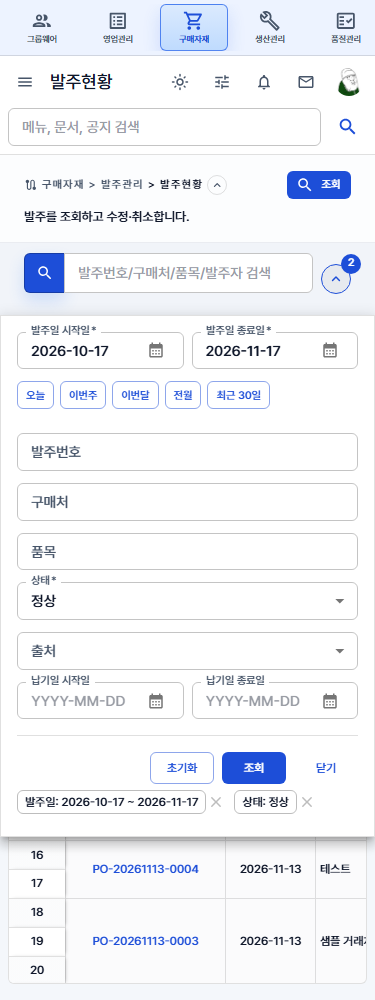 그룹웨어 영업관리 구매자재 생산관리 품질관리
발주현황
메뉴, 문서, 공지 검색
구매자재 > 발주관리 > 발주현황 조회
발주를 조회하고 수정·취소합니다.
발주번호/구매처/품목/발주자 검색 2
발주일 시작일* 발주일 종료일*
2026-10-17 2026-11-17
오늘 이번주 이번달 전월 최근 30일
발주번호
구매처
품목
상태*
정상
출처
납기일 시작일 납기일 종료일
YYYY-MM-DD YYYY-MM-DD
초기화 조회 닫기
발주일: 2026-10-17 ~ 2026-11-17 상태: 정상
16
PO-20261113-0004 2026-11-13 테스트
17
18
19 PO-20261113-0003 2026-11-13 샘플 거래
20